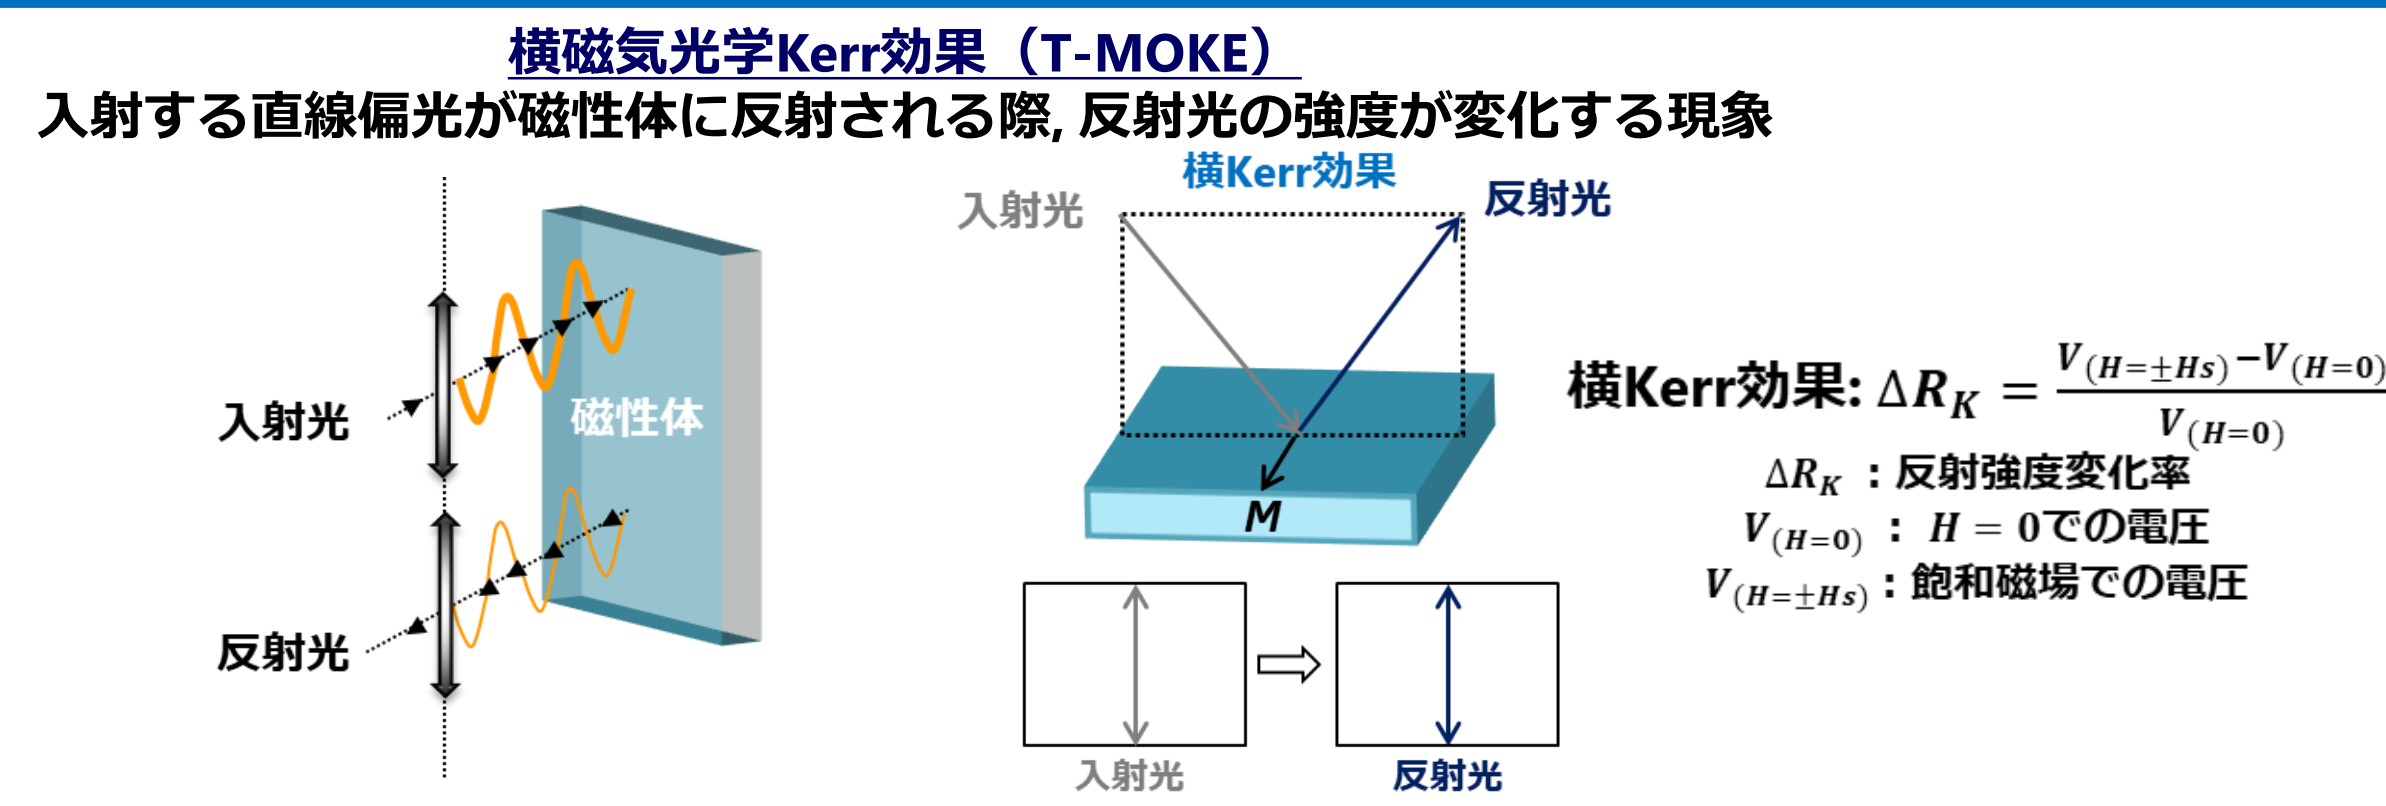 横磁気光学Kerr効果（T-MOKE）
入射する直線偏光が磁性体に反射される際, 反射光の強度が変化する現象
入射光
磁性体
反射光
横Kerr効果
入射光
反射光
M
入射光
反射光
横Kerr効果: ΔR_K = \frac{V_{(H=±Hs)}−V_{(H=0)}}{V_{(H=0)}}
ΔR_K ：反射強度変化率
V_{(H=0)} ： H = 0での電圧
V_{(H=±Hs)}：飽和磁場での電圧